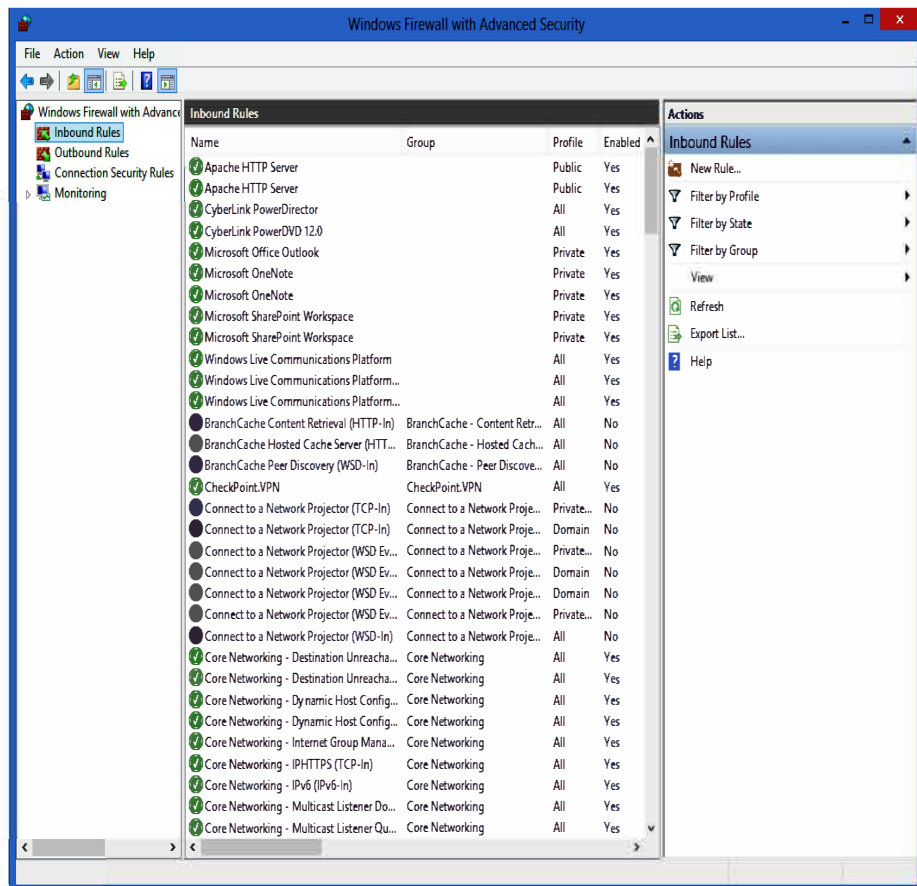 Windows Firewall with Advanced Security
File Action View Help
Windows Firewall with Advance
Inbound Rules
Outbound Rules
Connection Security Rules
Monitoring
Inbound Rules
Name Group Profile Enabled
Apache HTTP Server Public Yes
Apache HTTP Server Public Yes
CyberLink PowerDirector All Yes
CyberLink PowerDVD 12.0 All Yes
Microsoft Office Outlook Private Yes
Microsoft OneNote Private Yes
Microsoft OneNote Private Yes
Microsoft SharePoint Workspace Private Yes
Microsoft SharePoint Workspace Private Yes
Windows Live Communications Platform All Yes
Windows Live Communications Platform... All Yes
Windows Live Communications Platform... All Yes
BranchCache Content Retrieval (HTTP-In) BranchCache - Content Retr... All No
BranchCache Hosted Cache Server (HTT... BranchCache - Hosted Cach... All No
BranchCache Peer Discovery (WSD-In) BranchCache - Peer Discove... All No
CheckPoint.VPN CheckPoint.VPN All Yes
Connect to a Network Projector (TCP-In) Connect to a Network Proje... Private... No
Connect to a Network Projector (TCP-In) Connect to a Network Proje... Domain No
Connect to a Network Projector (WSD Ev... Connect to a Network Proje... Private... No
Connect to a Network Projector (WSD Ev... Connect to a Network Proje... Domain No
Connect to a Network Projector (WSD Ev... Connect to a Network Proje... Domain No
Connect to a Network Projector (WSD Ev... Connect to a Network Proje... Private... No
Connect to a Network Projector (WSD-In) Connect to a Network Proje... All No
Core Networking - Destination Unreacha... Core Networking All Yes
Core Networking - Destination Unreacha... Core Networking All Yes
Core Networking - Dynamic Host Config... Core Networking All Yes
Core Networking - Dynamic Host Config... Core Networking All Yes
Core Networking - Internet Group Mana... Core Networking All Yes
Core Networking - IPHTTPS (TCP-In) Core Networking All Yes
Core Networking - IPv6 (IPv6-In) Core Networking All Yes
Core Networking - Multicast Listener Do... Core Networking All Yes
Core Networking - Multicast Listener Qu... Core Networking All Yes
Actions
Inbound Rules
New Rule...
Filter by Profile
Filter by State
Filter by Group
View
Refresh
Export List...
Help